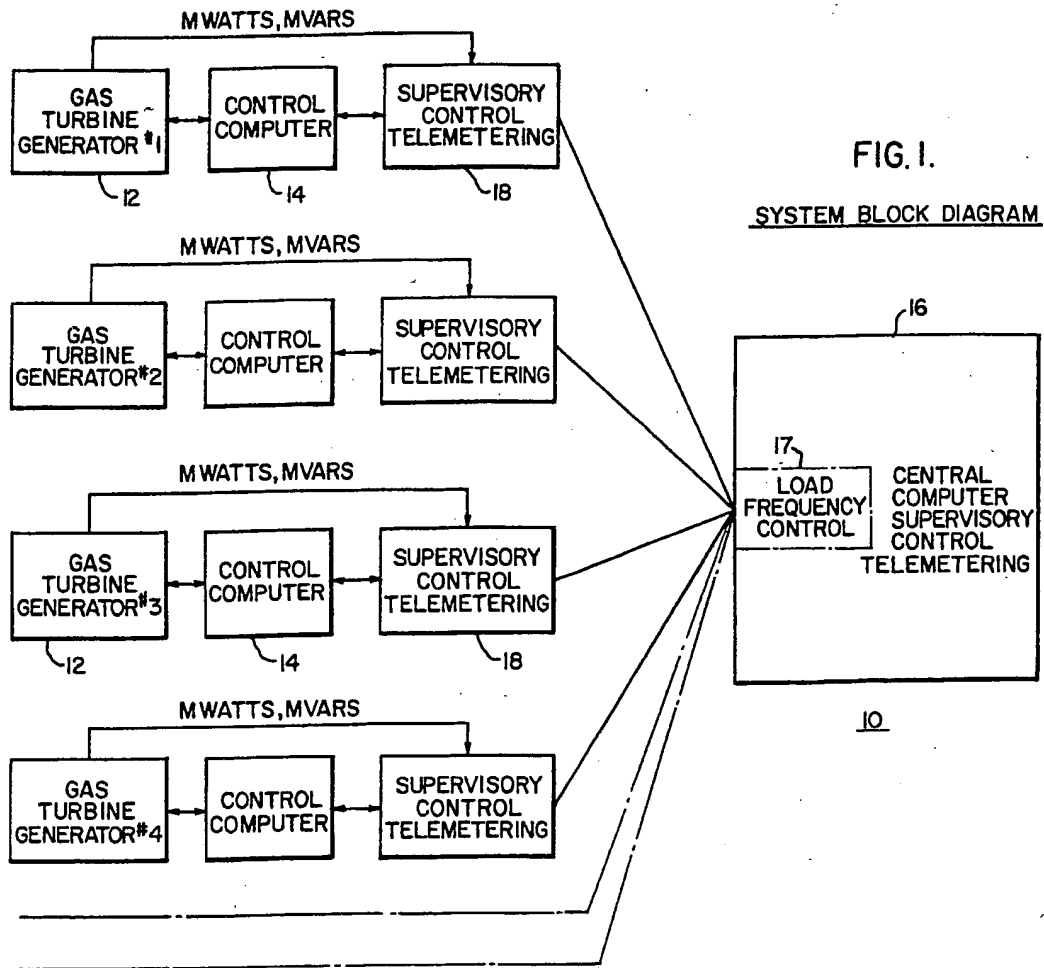 MWATTS, MVARS
GAS
TURBINE
GENERATOR #1
CONTROL
COMPUTER
SUPERVISORY
CONTROL
TELEMETERING
12
14
18
FIG. 1.
SYSTEM BLOCK DIAGRAM
MWATTS, MVARS
GAS
TURBINE
GENERATOR #2
CONTROL
COMPUTER
SUPERVISORY
CONTROL
TELEMETERING
16
17
LOAD
FREQUENCY
CONTROL
CENTRAL
COMPUTER
SUPERVISORY
CONTROL
TELEMETERING
MWATTS, MVARS
GAS
TURBINE
GENERATOR #3
CONTROL
COMPUTER
SUPERVISORY
CONTROL
TELEMETERING
12
14
18
10
MWATTS, MVARS
GAS
TURBINE
GENERATOR #4
CONTROL
COMPUTER
SUPERVISORY
CONTROL
TELEMETERING